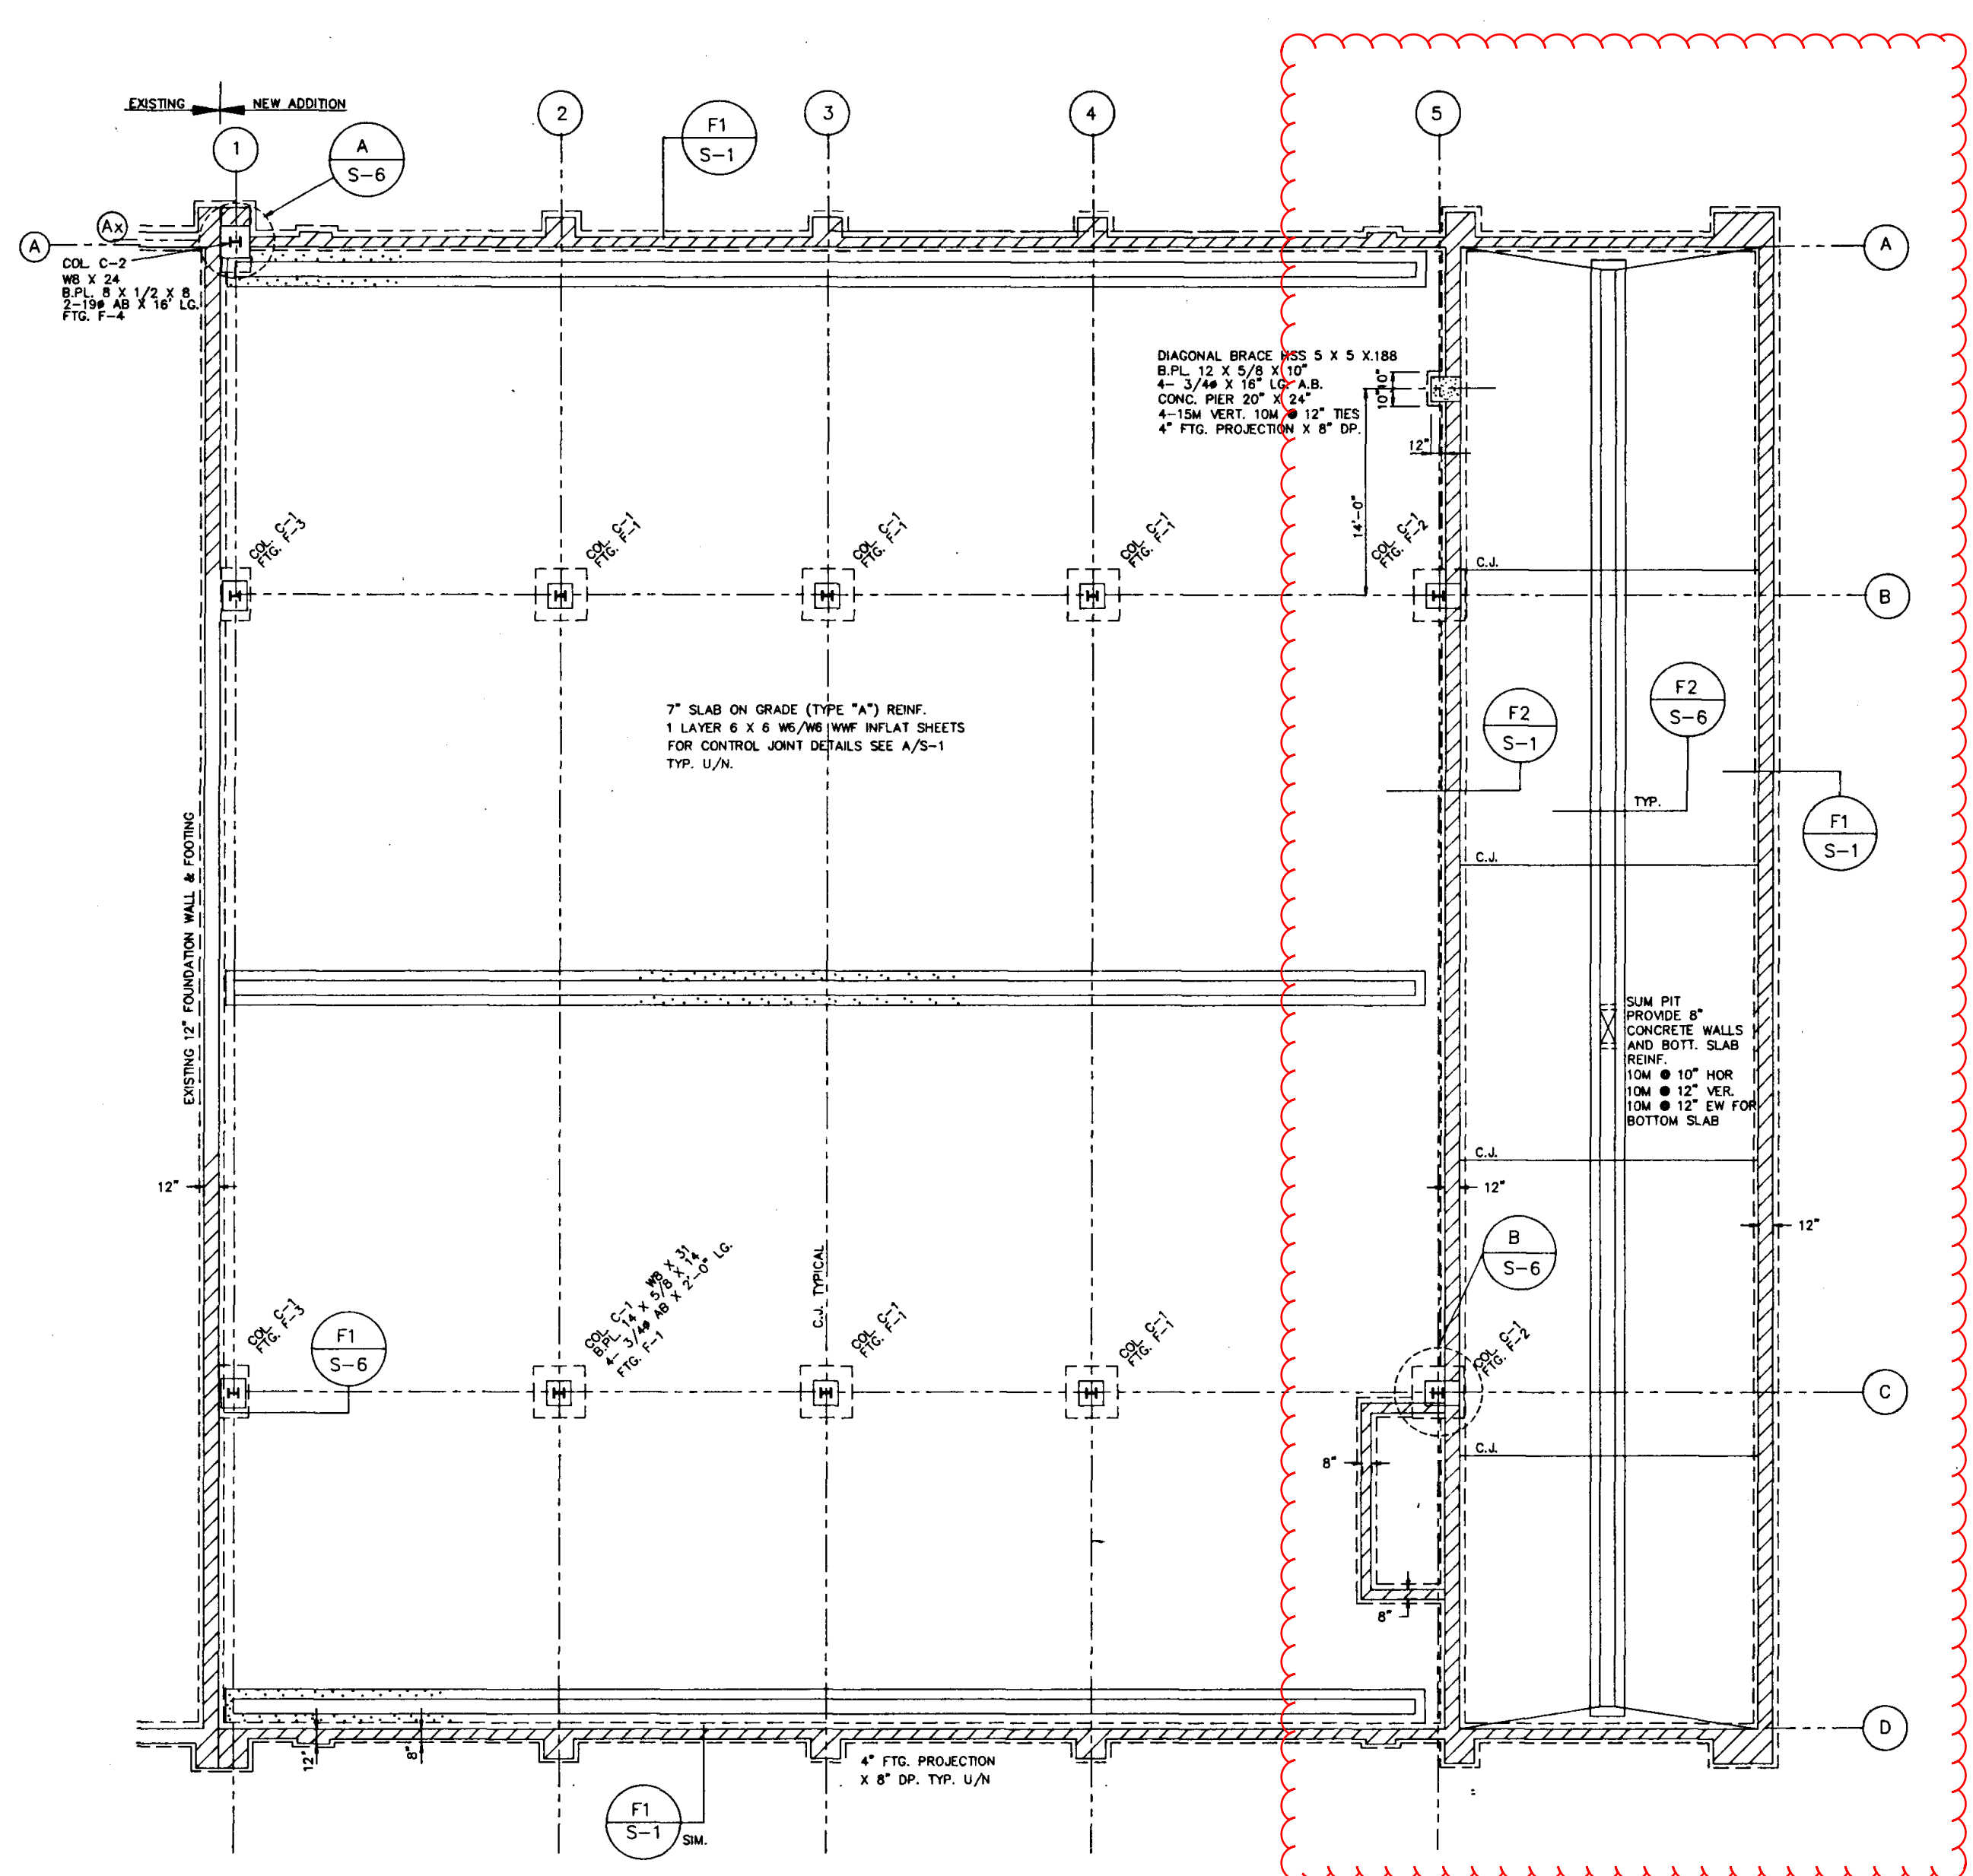 EXISTING
NEW ADDITION
1
2
3
4
5
A
S-6
F1
S-1
Ax
A
A
COL. C-2
W8 X 24
B.PL. 8 X 1/2 X 8
2-19ø AB X 16' LG.
FTG. F-4
DIAGONAL BRACE HSS 5 X 5 X.188
B.PL. 12 X 5/8 X 10"
4- 3/4ø X 16" LG. A.B.
CONC. PIER 20" X 24"
4-15M VERT. 10M @ 12" TIES
4" FTG. PROJECTION X 8" DP.
10"
10"
12"
14'-0"
COL. C-1
FTG. F-3
COL. C-1
FTG. F-1
COL. C-1
FTG. F-1
COL. C-1
FTG. F-1
COL. C-1
FTG. F-2
C.J.
B
7" SLAB ON GRADE (TYPE "A") REINF.
1 LAYER 6 X 6 W6/W6 WWF INFLAT SHEETS
FOR CONTROL JOINT DETAILS SEE A/S-1
TYP. U/N.
F2
S-1
F2
S-6
TYP.
F1
S-1
C.J.
EXISTING 12" FOUNDATION WALL & FOOTING
SUM PIT
PROVIDE 8"
CONCRETE WALLS
AND BOTT. SLAB
REINF.
10M @ 10" HOR
10M @ 12" VER.
10M @ 12" EW FOR
BOTTOM SLAB
C.J.
12"
12"
12"
B
S-6
COL. C-1
FTG. F-3
F1
S-6
COL. C-1 W8 X 31
B.PL. 14 X 5/8 X 14
4- 3/4ø AB X 2'-0" LG.
FTG. F-1
C.J. TYPICAL
COL. C-1
FTG. F-1
COL. C-1
FTG. F-1
COL. C-1
FTG. F-2
C
C.J.
8"
8"
12"
8"
4" FTG. PROJECTION
X 8" DP. TYP. U/N
D
F1
S-1
SIM.